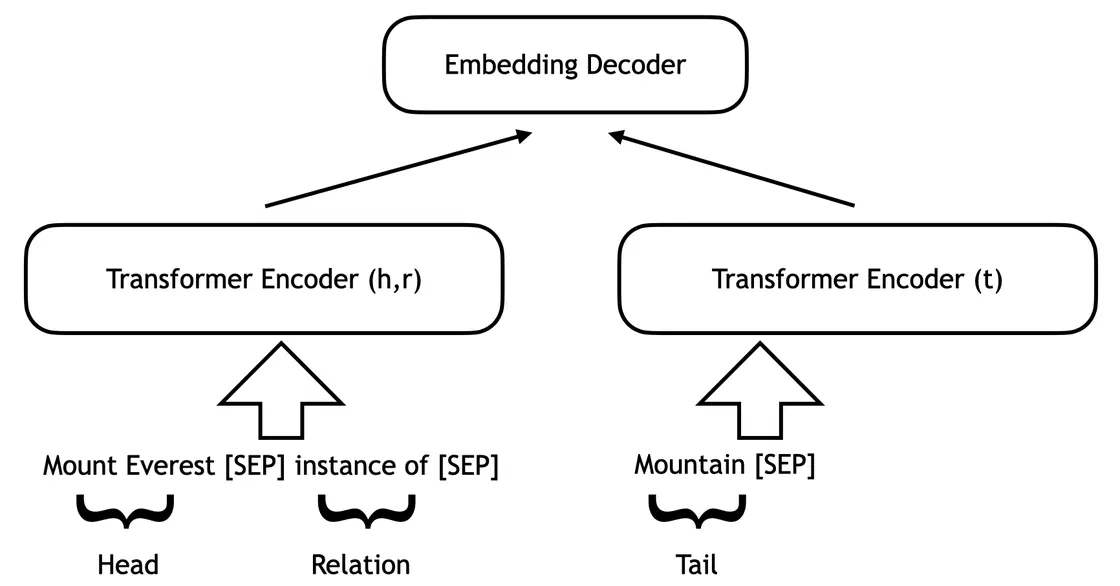 Embedding Decoder
Transformer Encoder (h,r)
Transformer Encoder (t)
Mount Everest [SEP] instance of [SEP]
Mountain [SEP]
Head
Relation
Tail